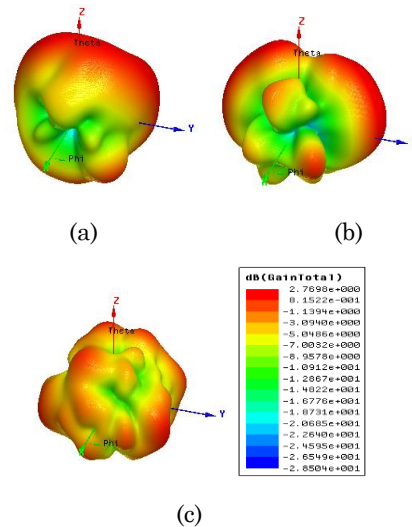 Z
Theta
Y
Phi
(a)
Z
Theta
Phi
(b)
Z
Theta
Y
Phi
(c)
dB(GainTotal)
2.7698e+000
8.1522e-001
-1.1394e+000
-3.0940e+000
-5.0486e+000
-7.0032e+000
-8.9578e+000
-1.0912e+001
-1.2867e+001
-1.4822e+001
-1.6776e+001
-1.8731e+001
-2.0685e+001
-2.2640e+001
-2.4595e+001
-2.6549e+001
-2.8504e+001